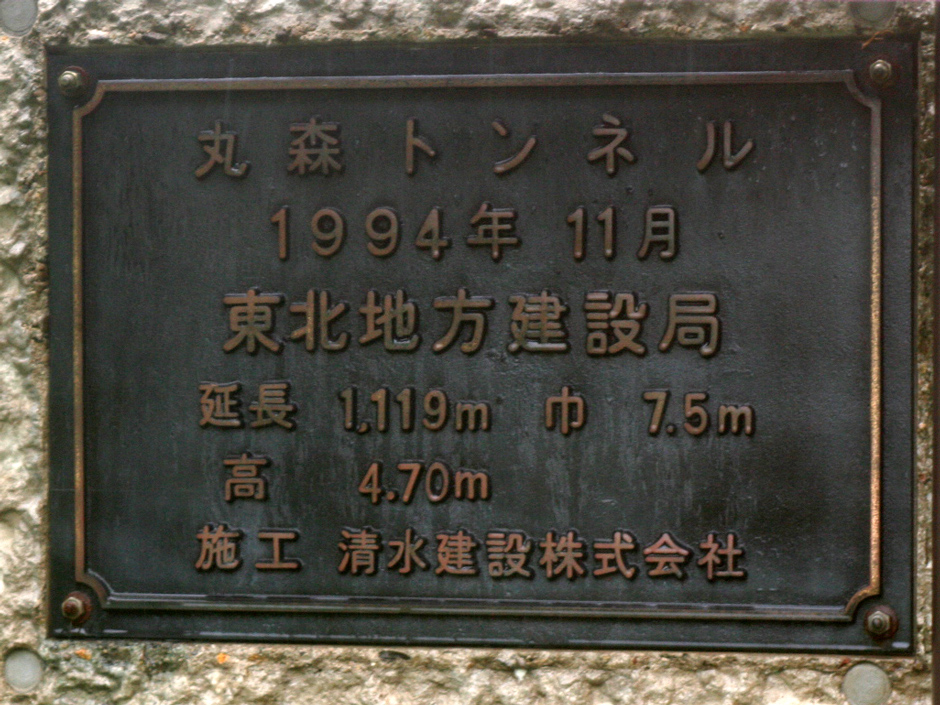 丸森トンネル
1994年 11月
東北地方建設局
延長 1,119m 巾 7.5m
高 4.70m
施工 清水建設株式会社